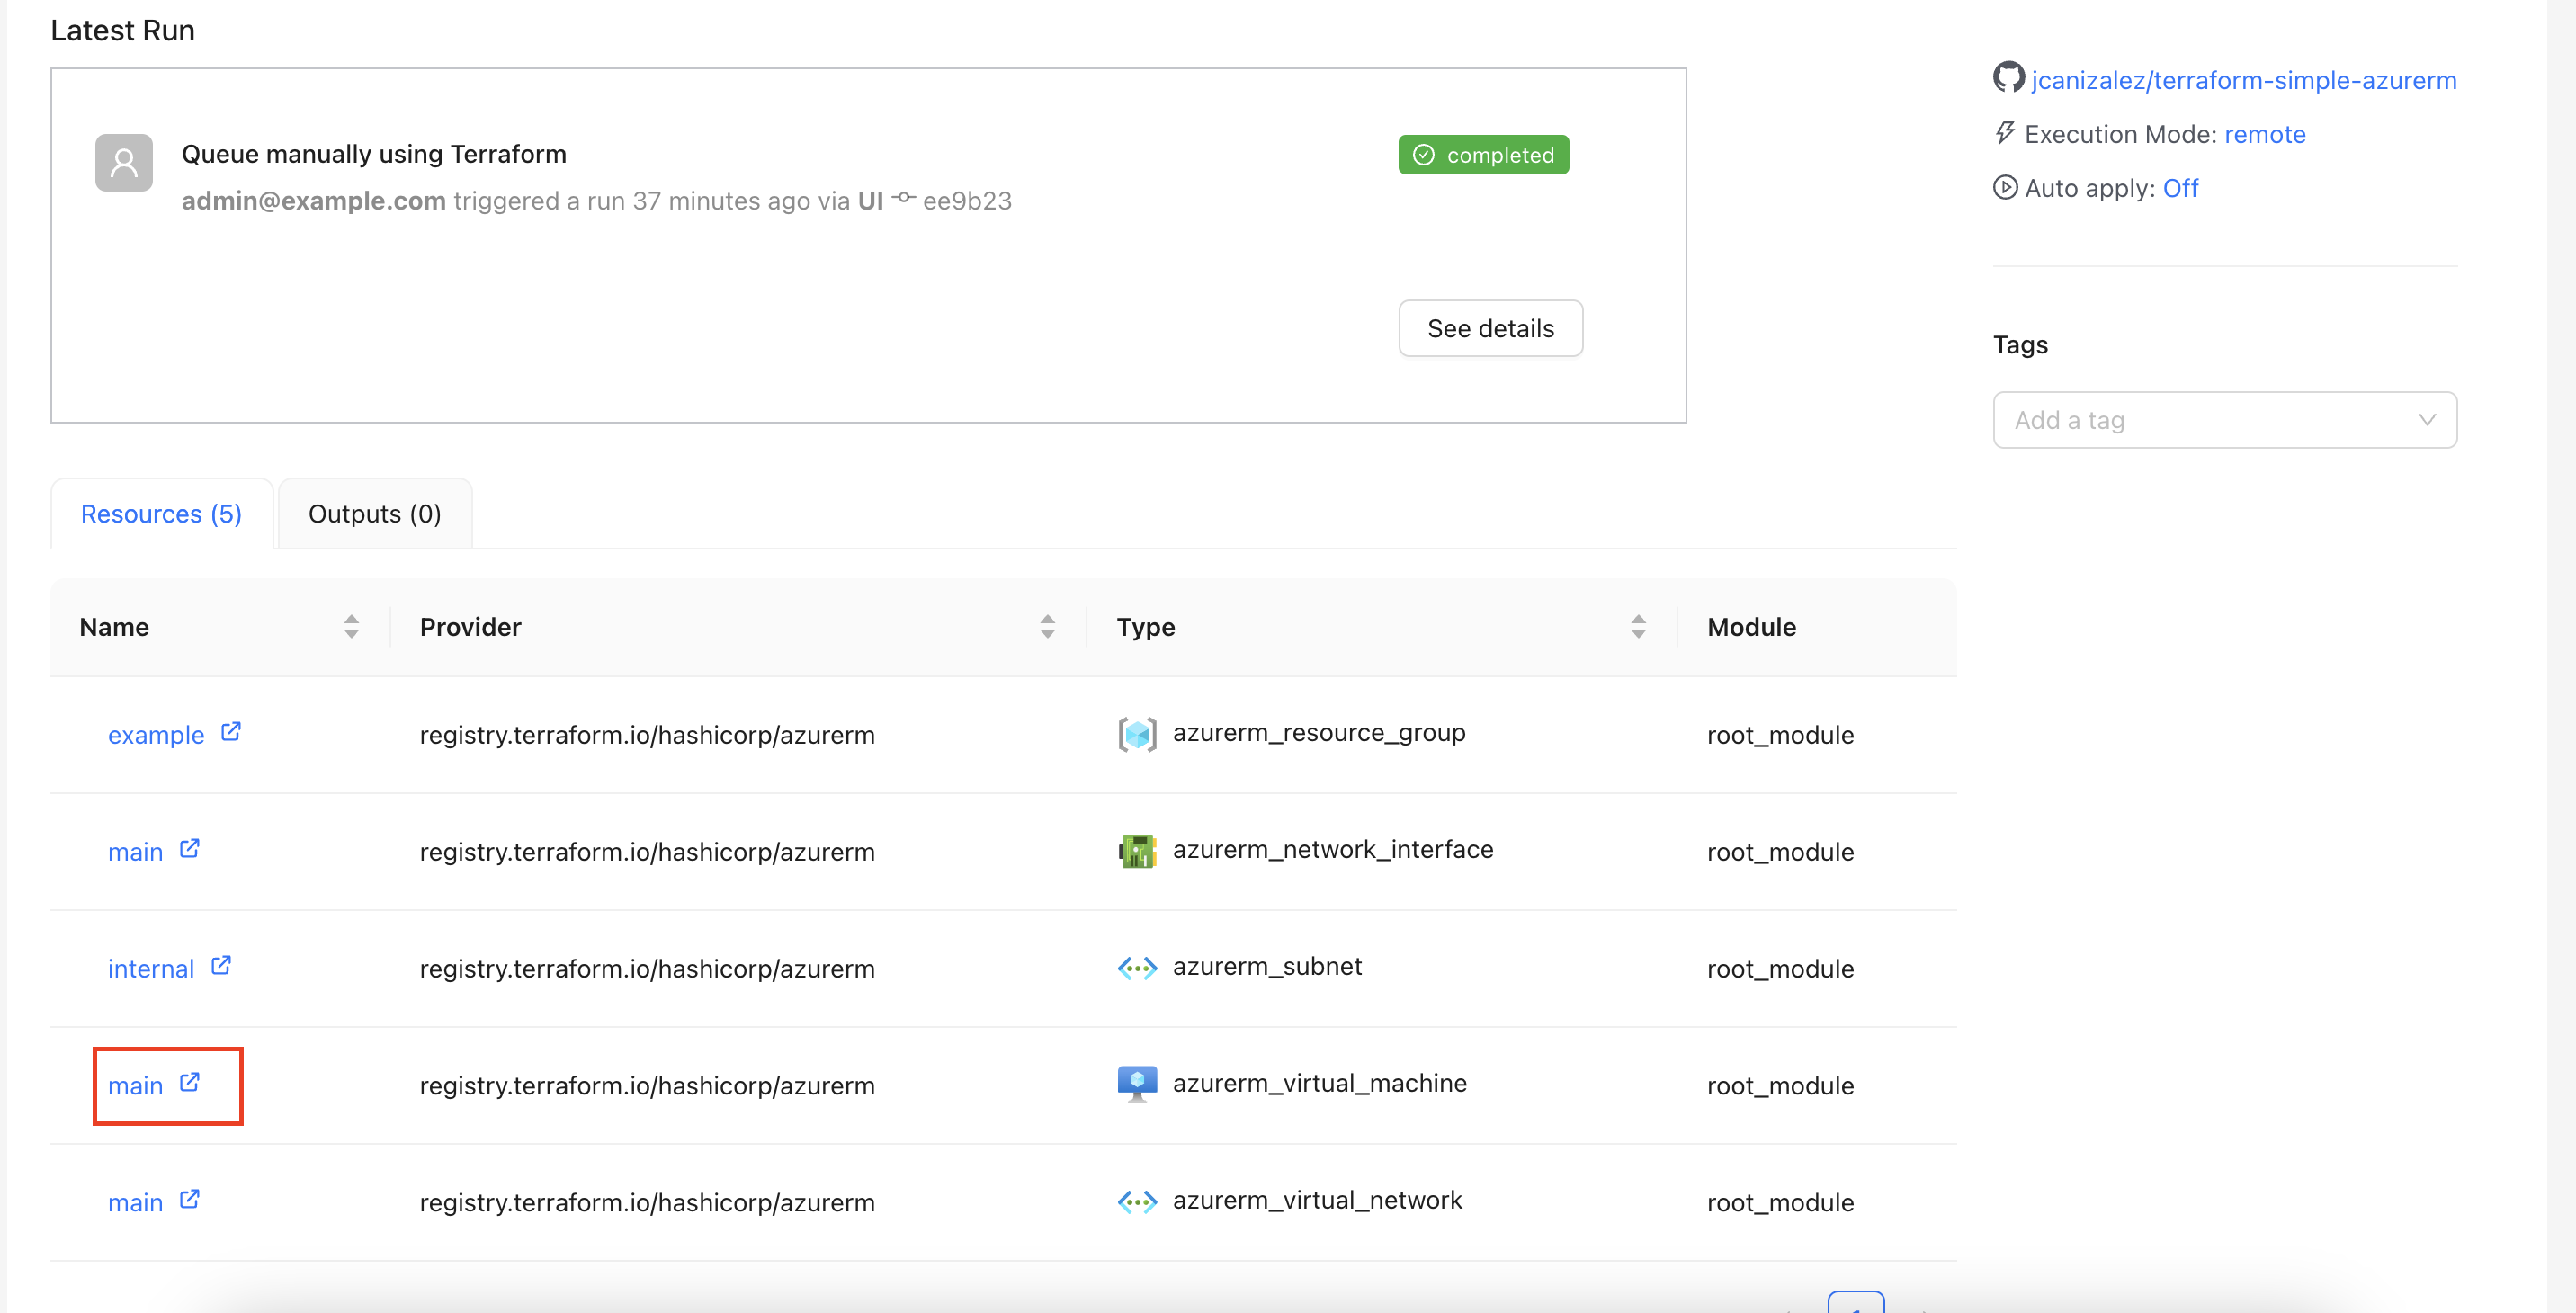 Latest Run
jcanizalez/terraform-simple-azurerm
Queue manually using Terraform
completed
Execution Mode: remote
admin@example.com triggered a run 37 minutes ago via UI ee9b23
Auto apply: Off
See details
Tags
Add a tag
Resources (5)
Outputs (0)
Name Provider Type Module
example registry.terraform.io/hashicorp/azurerm azurerm_resource_group root_module
main registry.terraform.io/hashicorp/azurerm azurerm_network_interface root_module
internal registry.terraform.io/hashicorp/azurerm azurerm_subnet root_module
main registry.terraform.io/hashicorp/azurerm azurerm_virtual_machine root_module
main registry.terraform.io/hashicorp/azurerm azurerm_virtual_network root_module